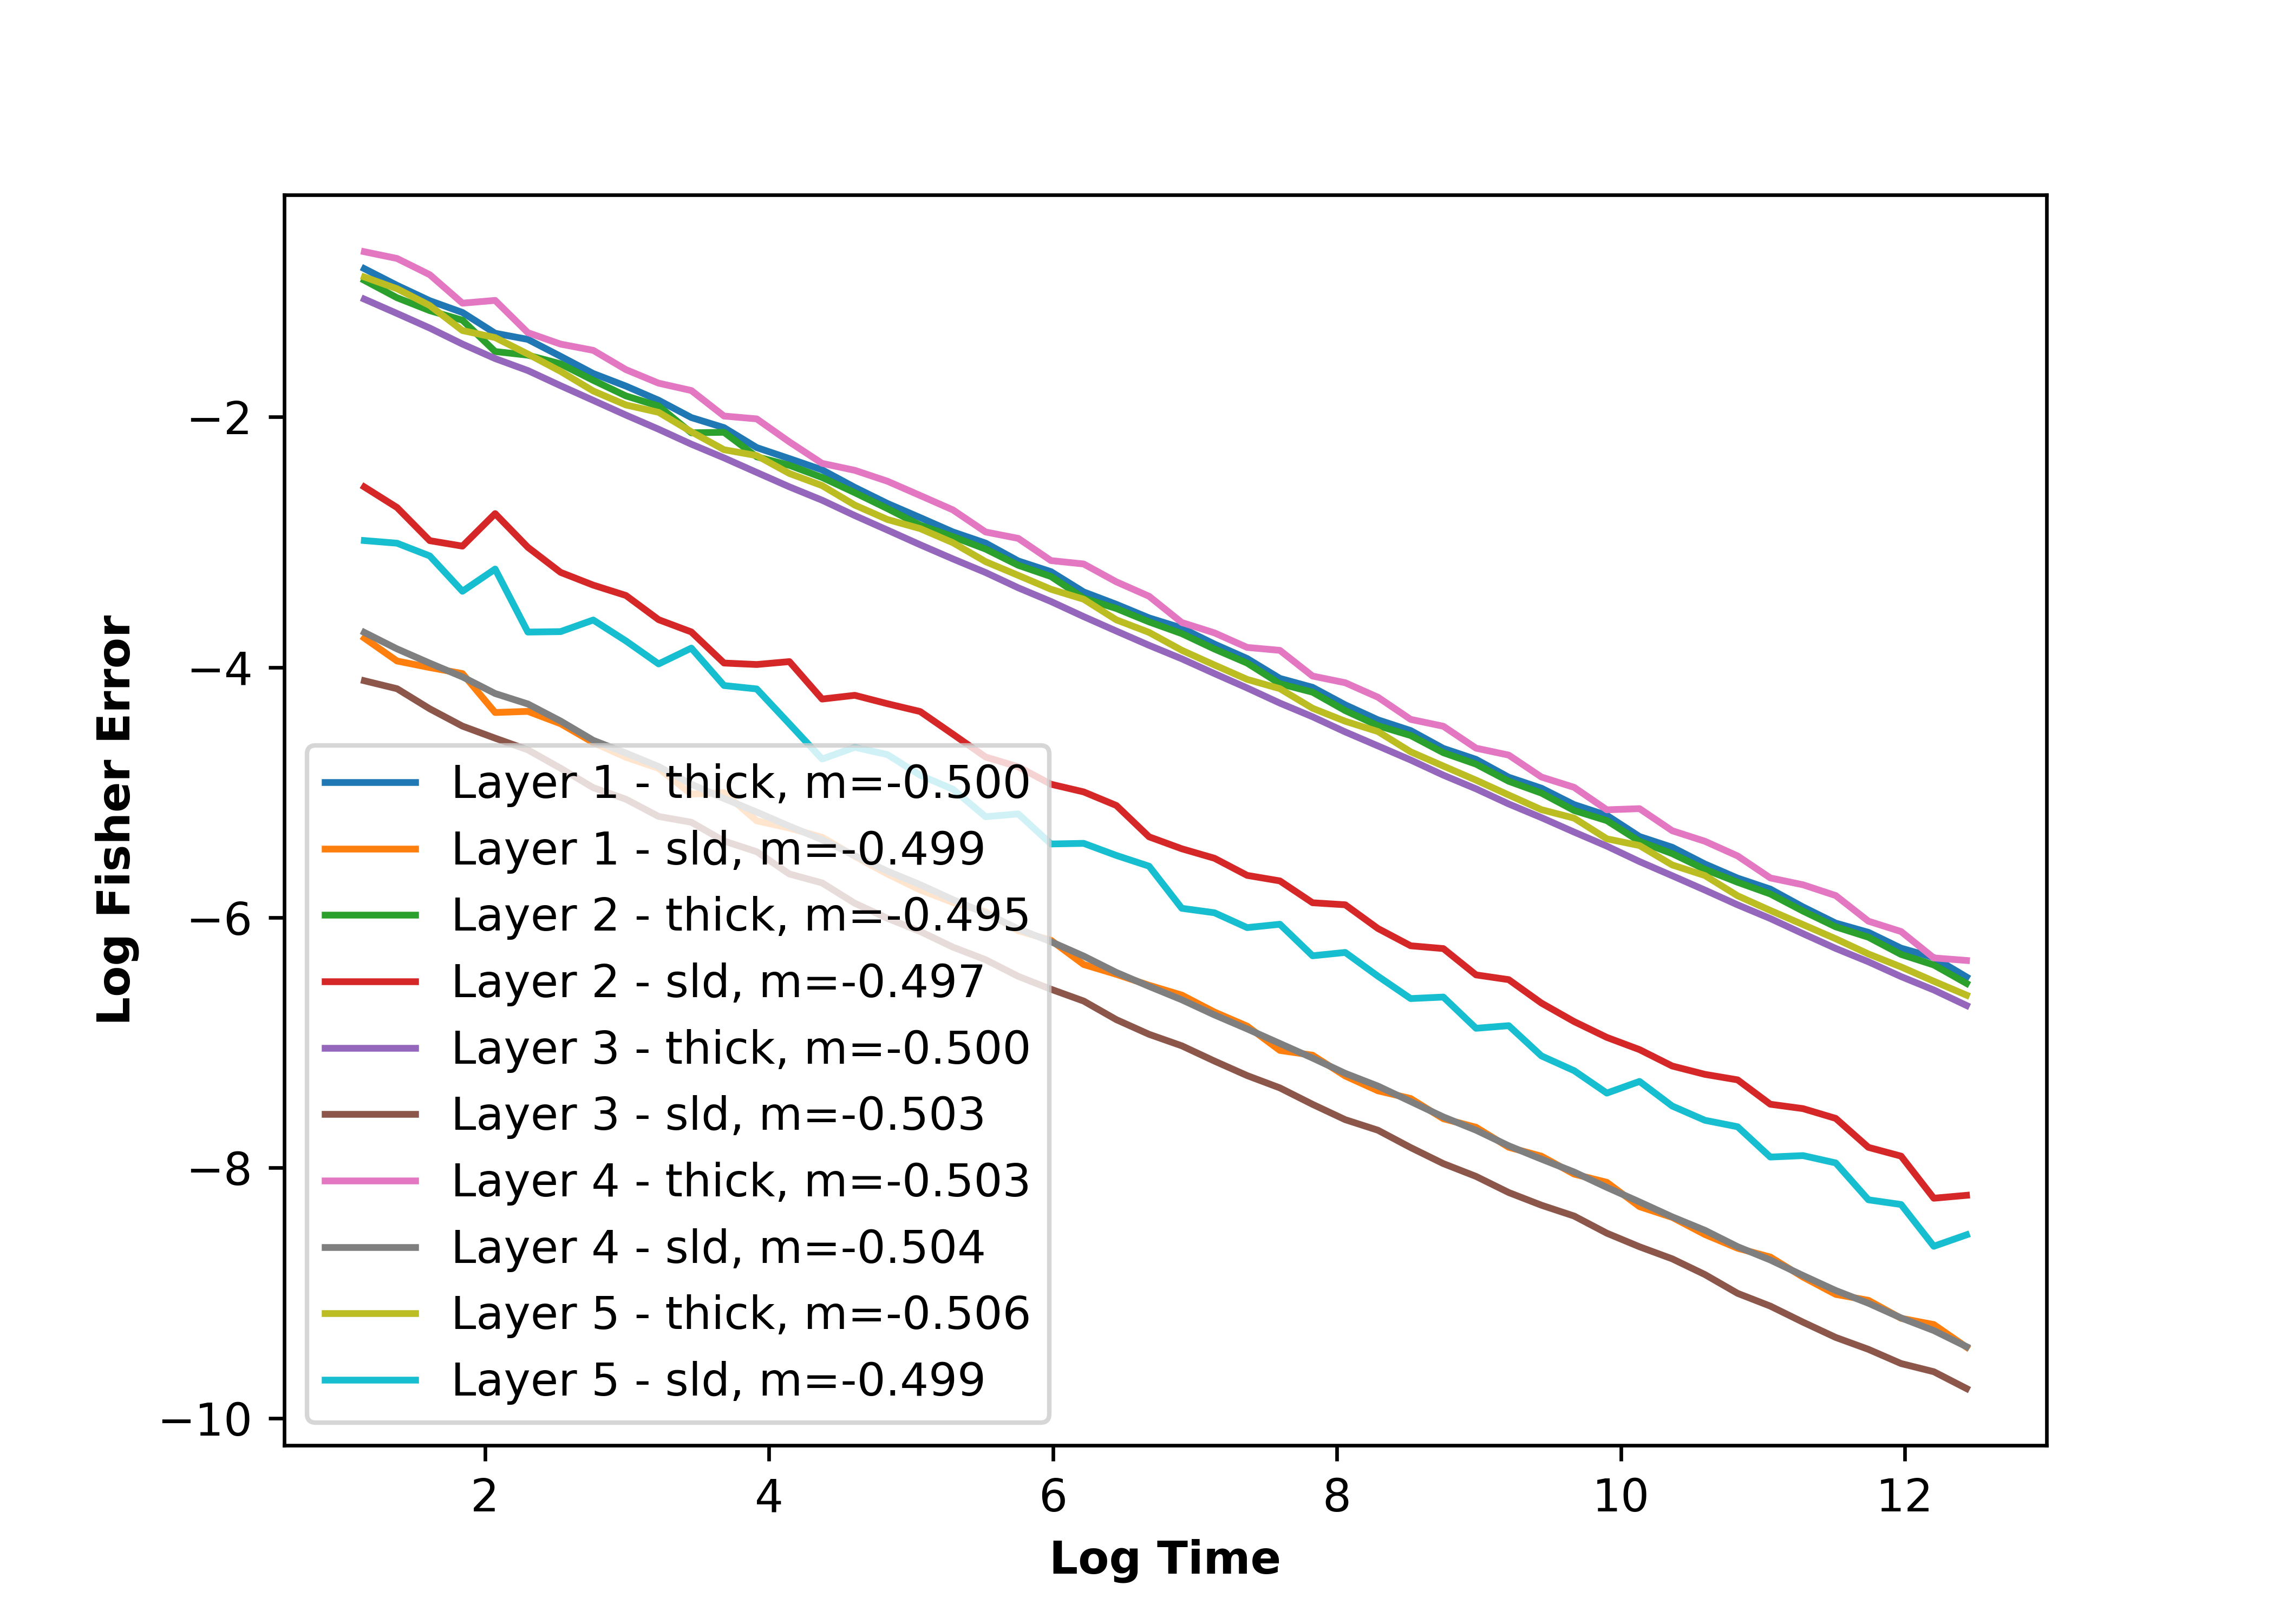 Log Fisher Error
−2
−4
−6
−8
−10
Layer 1 - thick, m=-0.500
Layer 1 - sld, m=-0.499
Layer 2 - thick, m=-0.495
Layer 2 - sld, m=-0.497
Layer 3 - thick, m=-0.500
Layer 3 - sld, m=-0.503
Layer 4 - thick, m=-0.503
Layer 4 - sld, m=-0.504
Layer 5 - thick, m=-0.506
Layer 5 - sld, m=-0.499
2 4 6 8 10 12
Log Time